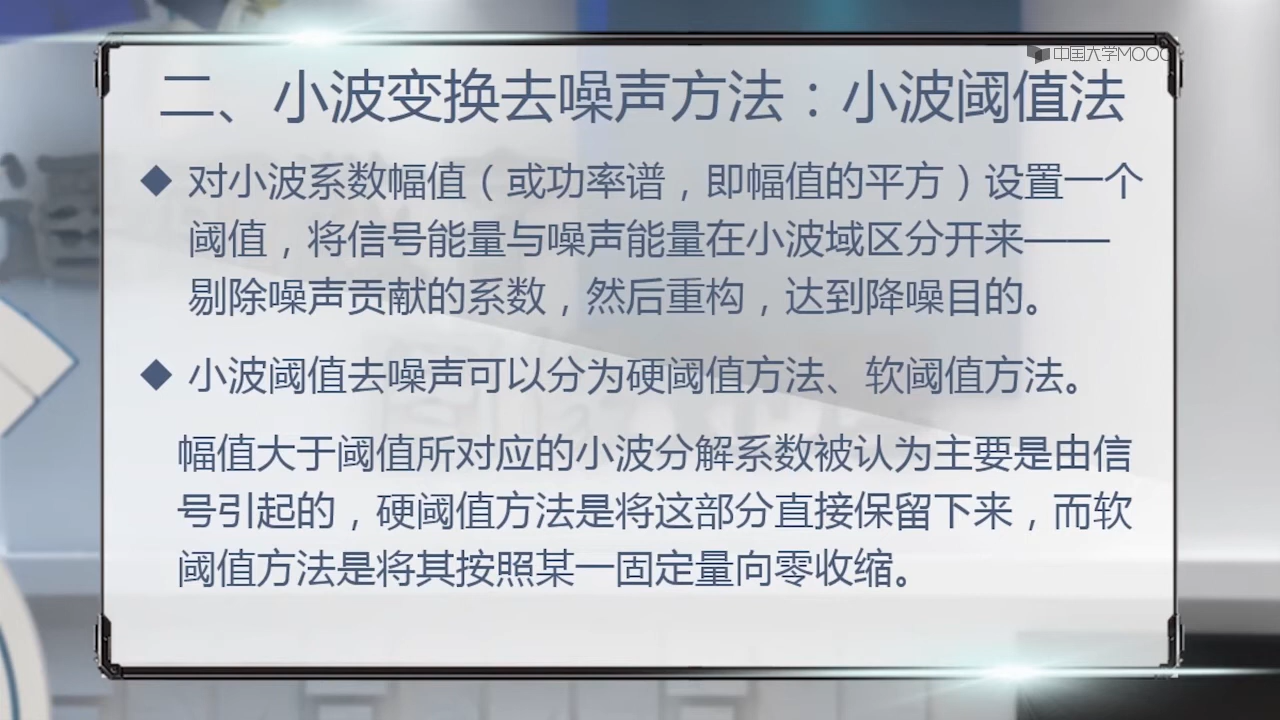 中国大学MOOC
二、小波变换去噪声方法：小波阈值法
对小波系数幅值（或功率谱，即幅值的平方）设置一个
阈值，将信号能量与噪声能量在小波域区分开来——
剔除噪声贡献的系数，然后重构，达到降噪目的。
小波阈值去噪声可以分为硬阈值方法、软阈值方法。
幅值大于阈值所对应的小波分解系数被认为主要是由信
号引起的，硬阈值方法是将这部分直接保留下来，而软
阈值方法是将其按照某一固定量向零收缩。